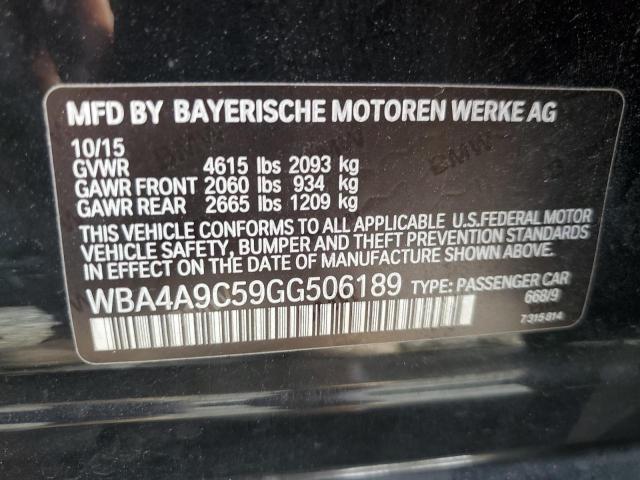 MFD BY BAYERISCHE MOTOREN WERKE AG
10/15
GVWR 4615 lbs 2093 kg
GAWR FRONT 2060 lbs 934 kg
GAWR REAR 2665 lbs 1209 kg
THIS VEHICLE CONFORMS TO ALL APPLICABLE U.S.FEDERAL MOTOR
VEHICLE SAFETY, BUMPER AND THEFT PREVENTION STANDARDS
IN EFFECT ON THE DATE OF MANUFACTURE SHOWN ABOVE.
WBA4A9C59GG506189 TYPE: PASSENGER CAR
668/9
7 315 814